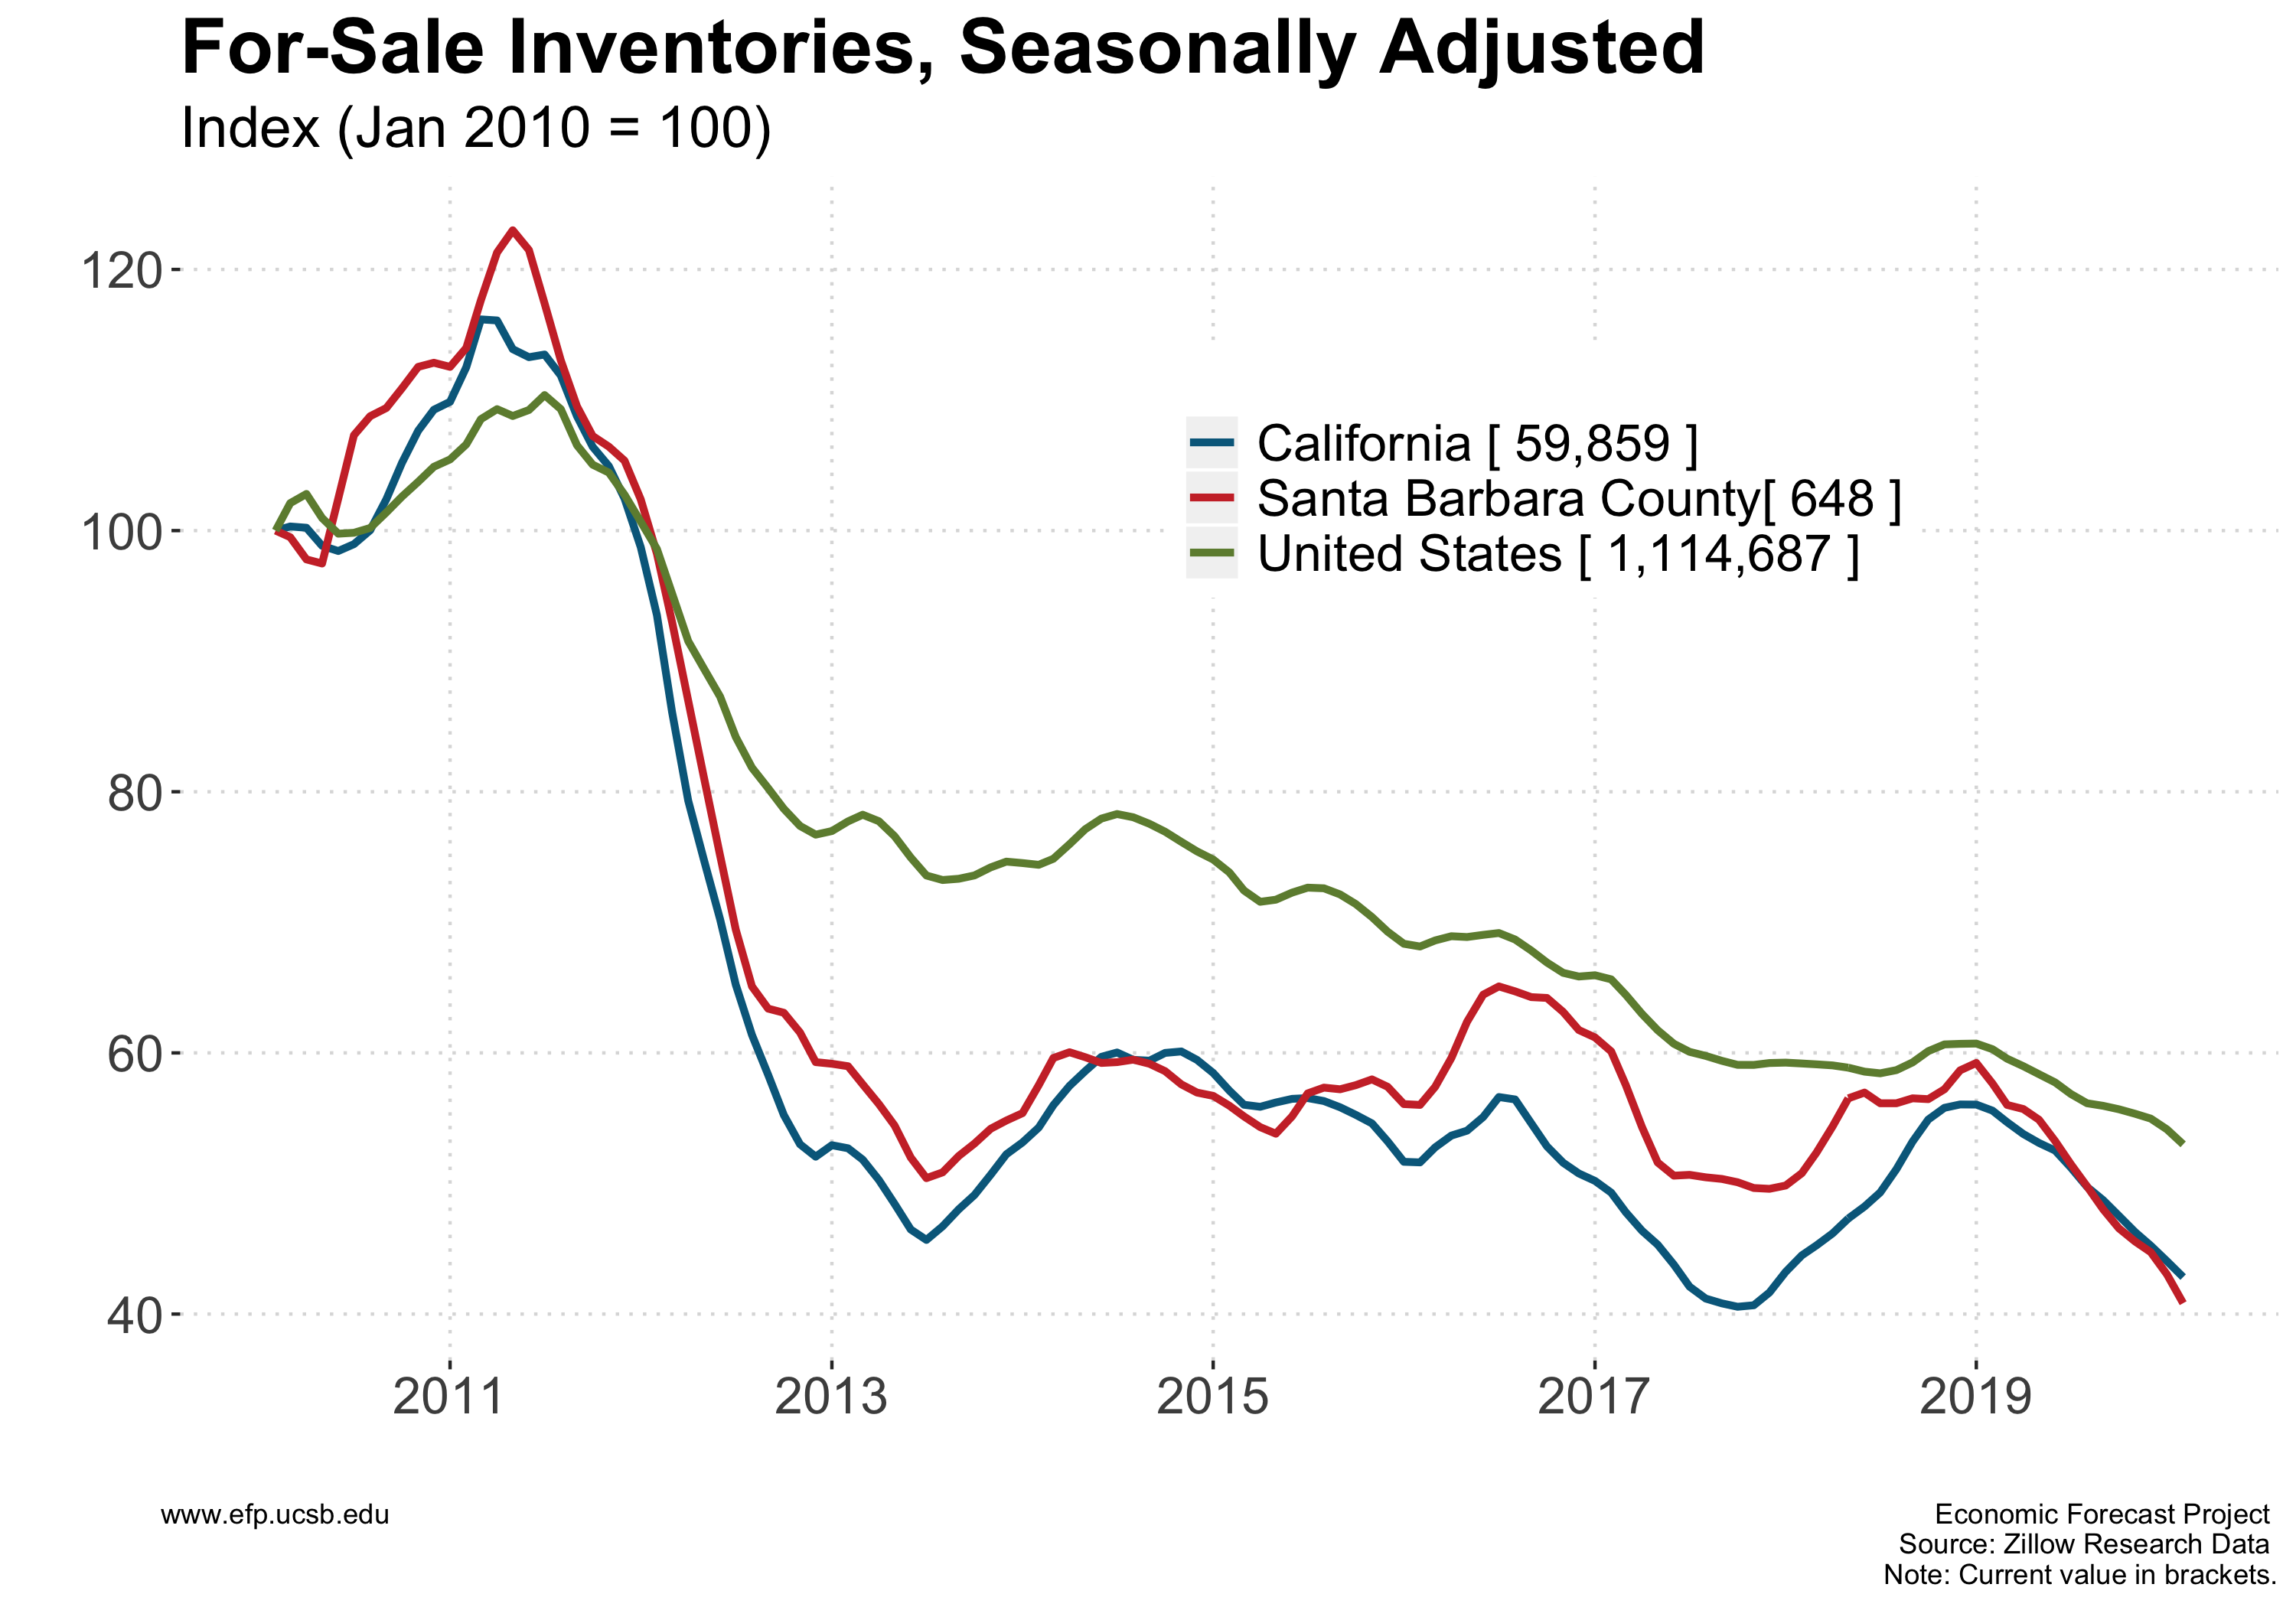 For-Sale Inventories, Seasonally Adjusted
Index (Jan 2010 = 100)
120
100
80
60
40
California [ 59,859 ]
Santa Barbara County[ 648 ]
United States [ 1,114,687 ]
2011
2013
2015
2017
2019
www.efp.ucsb.edu
Economic Forecast Project
Source: Zillow Research Data
Note: Current value in brackets.